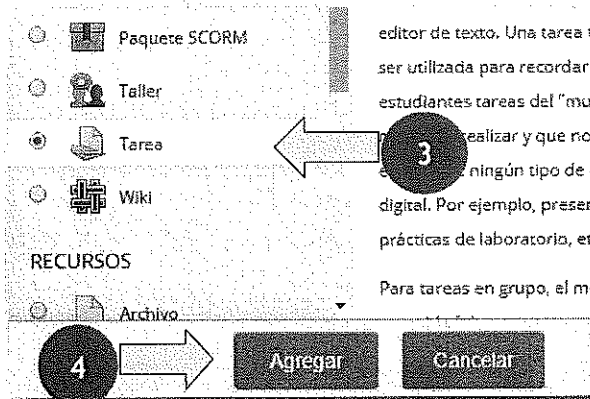 Paquete SCORM
Taller
Tarea
Wiki
RECURSOS
Archivo
editor de texto. Una tarea
ser utilizada para recordar
estudiantes tareas del "mu
3
ealizar y que no
ningún tipo de
digital. Por ejemplo, preser
prácticas de laboratorio, et
Para tareas en grupo, el m
4
Agregar
Cancelar